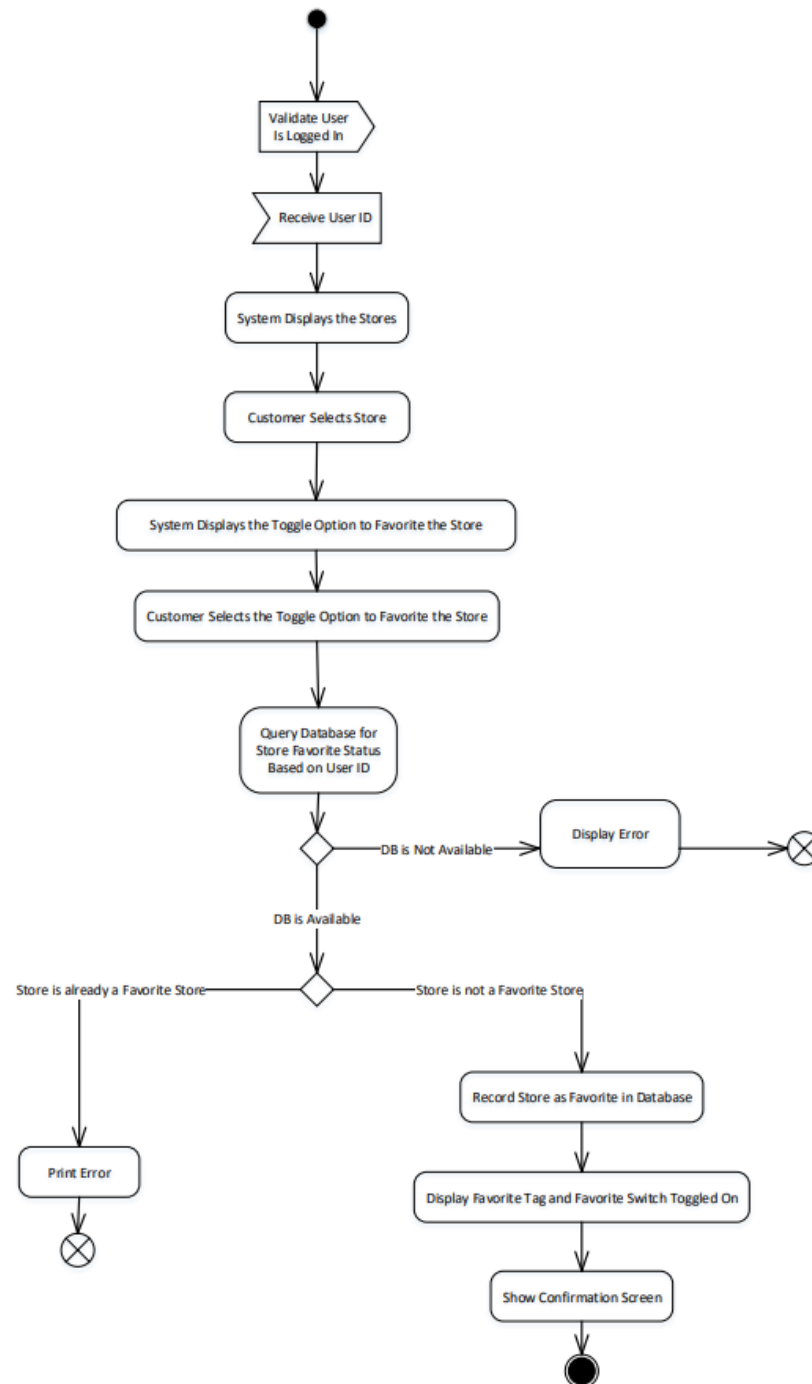 Validate User
Is Logged In
Receive User ID
System Displays the Stores
Customer Selects Store
System Displays the Toggle Option to Favorite the Store
Customer Selects the Toggle Option to Favorite the Store
Query Database for
Store Favorite Status
Based on User ID
DB is Not Available
Display Error
DB is Available
Store is already a Favorite Store
Store is not a Favorite Store
Record Store as Favorite in Database
Print Error
Display Favorite Tag and Favorite Switch Toggled On
Show Confirmation Screen